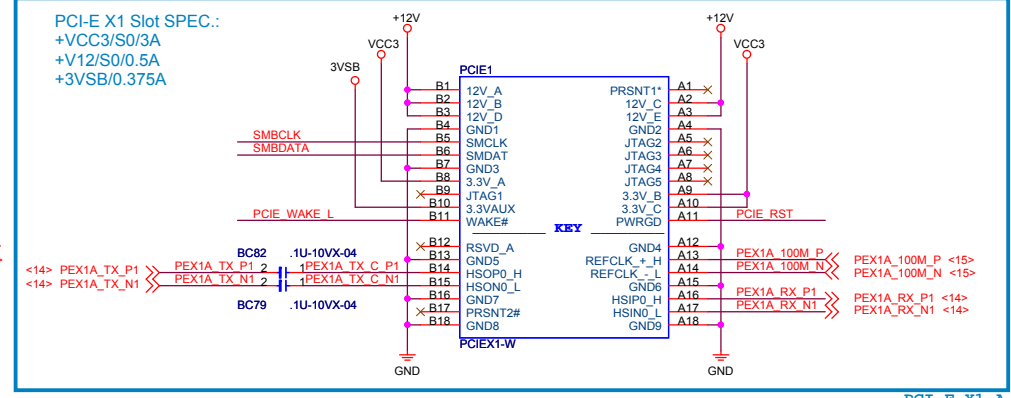 PCI-E X1 Slot SPEC.:
+VCC3/S0/3A
+V12/S0/0.5A
+3VSB/0.375A
+12V
VCC3
3VSB
+12V
VCC3
PCIE1
B1 12V_A PRSNT1* A1
B2 12V_B 12V_C A2
B3 12V_D 12V_E A3
B4 GND1 GND2 A4
SMBCLK B5 SMCLK JTAG2 A5
SMBDATA B6 SMDAT JTAG3 A6
B7 GND3 JTAG4 A7
B8 3.3V_A JTAG5 A8
B9 JTAG1 3.3V_B A9
B10 3.3VAUX 3.3V_C A10
PCIE_WAKE_L B11 WAKE# PWRGD A11 PCIE_RST
KEY
B12 RSVD_A GND4 A12
BC82 .1U-10VX-04 B13 GND5 REFCLK_+_H A13 PEX1A_100M_P PEX1A_100M_P <15>
<14> PEX1A_TX_P1 PEX1A_TX_P1 2 1 PEX1A_TX_C_P1 B14 HSOP0_H REFCLK_-_L A14 PEX1A_100M_N PEX1A_100M_N <15>
<14> PEX1A_TX_N1 PEX1A_TX_N1 2 1 PEX1A_TX_C_N1 B15 HSON0_L GND6 A15
B16 GND7 HSIP0_H A16 PEX1A_RX_P1 PEX1A_RX_P1 <14>
BC79 .1U-10VX-04 B17 PRSNT2# HSIN0_L A17 PEX1A_RX_N1 PEX1A_RX_N1 <14>
B18 GND8 GND9 A18
PCIEX1-W
GND
GND